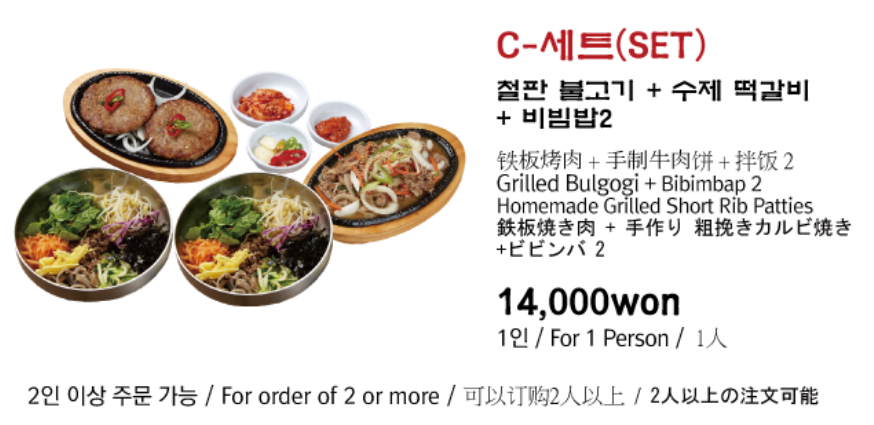 C-세트(SET)
철판 불고기 + 수제 떡갈비
+ 비빔밥2
铁板烤肉 + 手制牛肉饼 + 拌饭 2
Grilled Bulgogi + Bibimbap 2
Homemade Grilled Short Rib Patties
鉄板焼き肉 + 手作り 粗挽きカルビ焼き
+ビビンバ 2
14,000won
1인 / For 1 Person / 1人
2인 이상 주문 가능 / For order of 2 or more / 可以订购2人以上 / 2人以上の注文可能